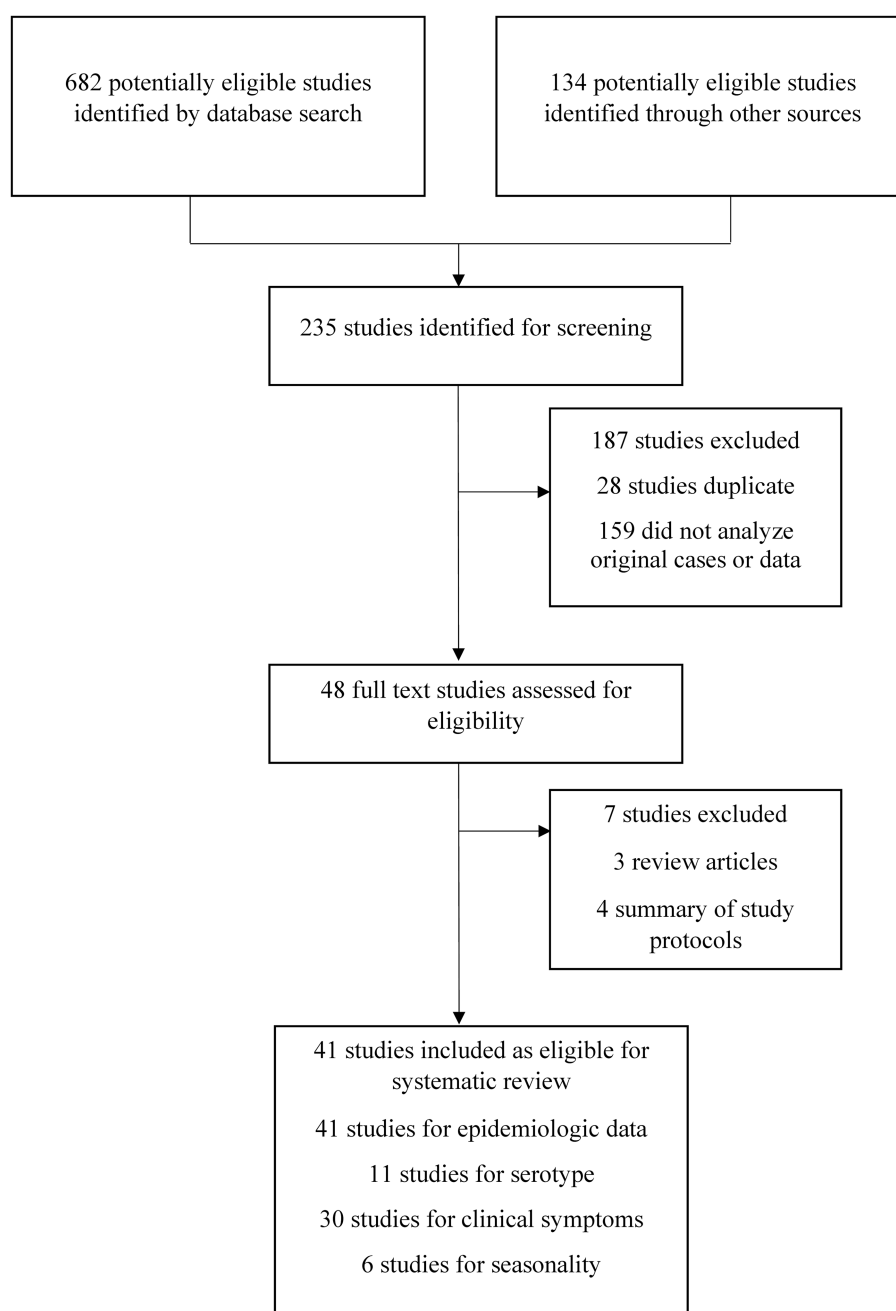 682 potentially eligible studies
identified by database search
134 potentially eligible studies
identified through other sources
235 studies identified for screening
187 studies excluded
28 studies duplicate
159 did not analyze
original cases or data
48 full text studies assessed for
eligibility
7 studies excluded
3 review articles
4 summary of study
protocols
41 studies included as eligible for
systematic review
41 studies for epidemiologic data
11 studies for serotype
30 studies for clinical symptoms
6 studies for seasonality